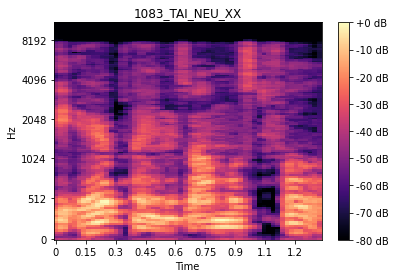 1083_TAI_NEU_XX
+0 dB
8192
-10 dB
4096
-20 dB
-30 dB
2048
Hz
-40 dB
1024
-50 dB
512
-60 dB
-70 dB
0
-80 dB
0 0.15 0.3 0.45 0.6 0.75 0.9 1.1 1.2
Time